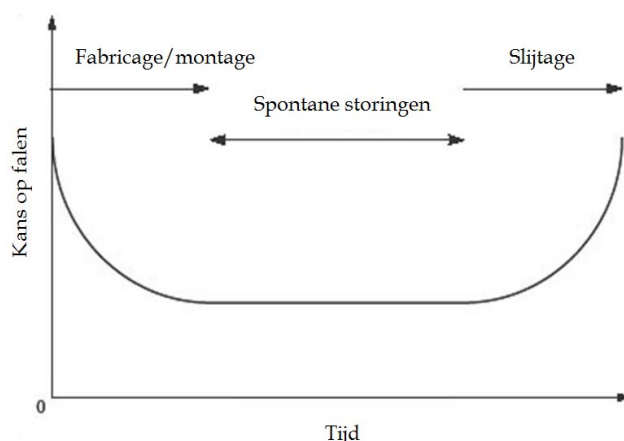 Fabricage/montage
Slijtage
Spontane storingen
Kans op falen
0
Tijd